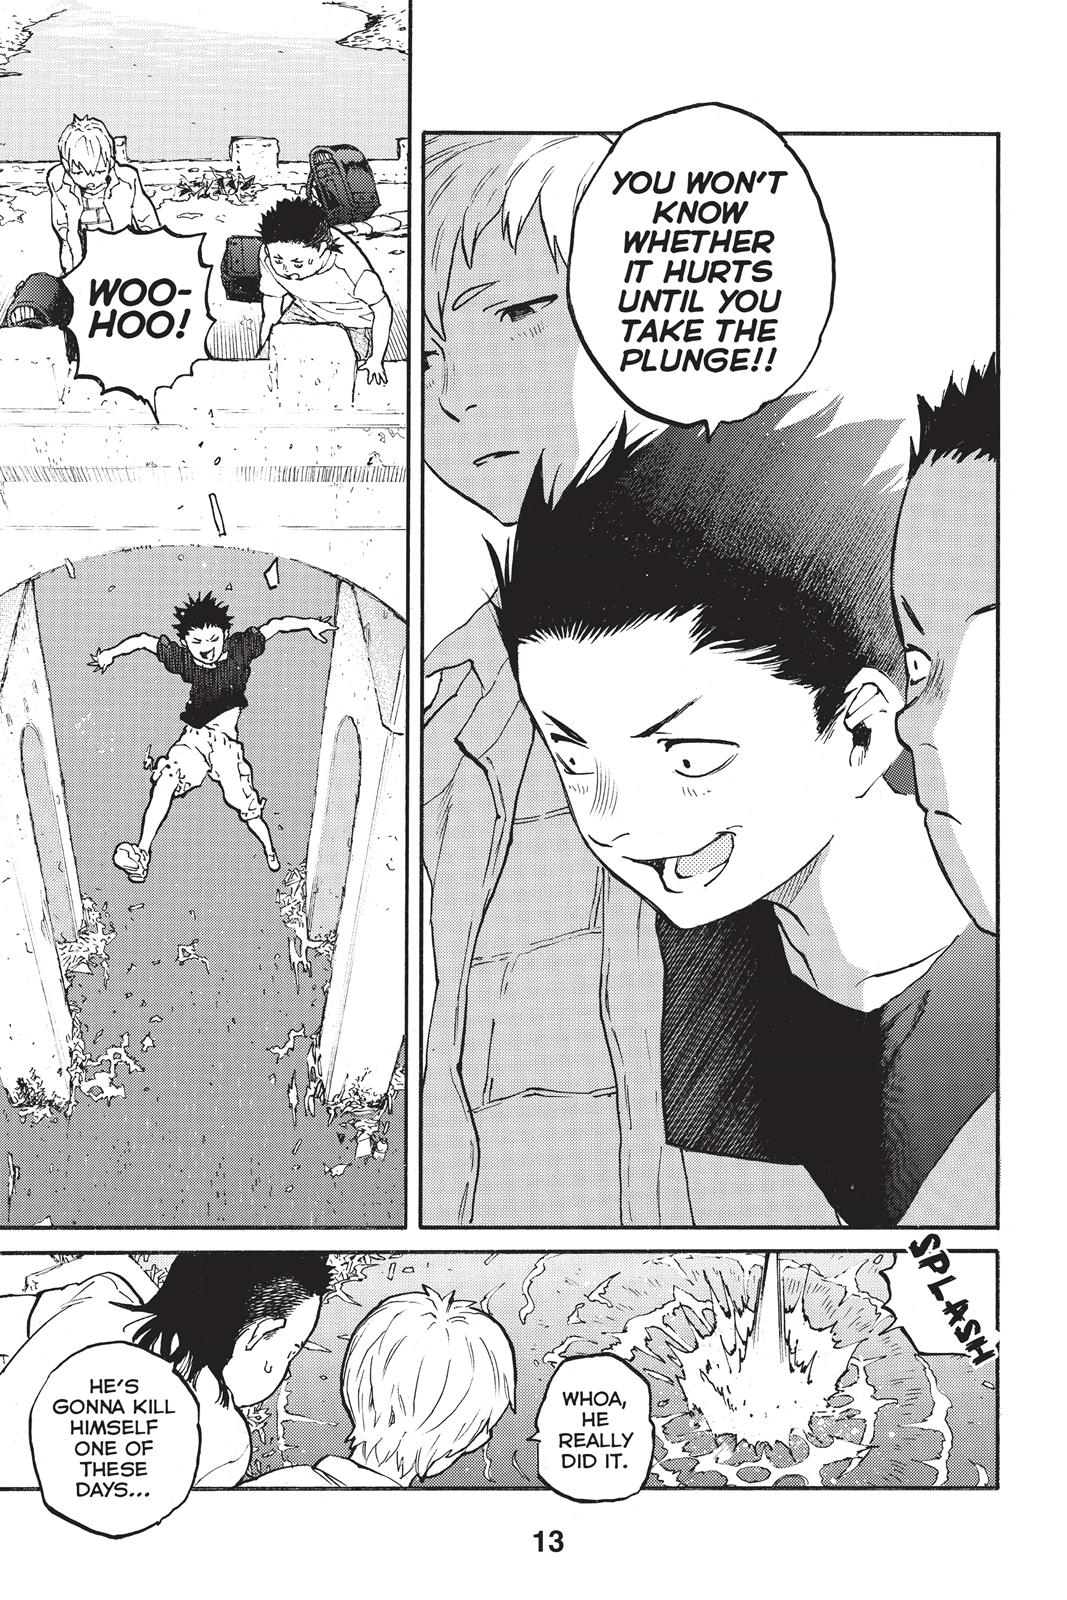 YOU WON'T
KNOW
WHETHER
IT HURTS
UNTIL YOU
TAKE THE
PLUNGE!!
WOO-
HOO!
SPLASH
WHOA,
HE
REALLY
DID IT.
HE'S
GONNA KILL
HIMSELF
ONE OF
THESE
DAYS...
13